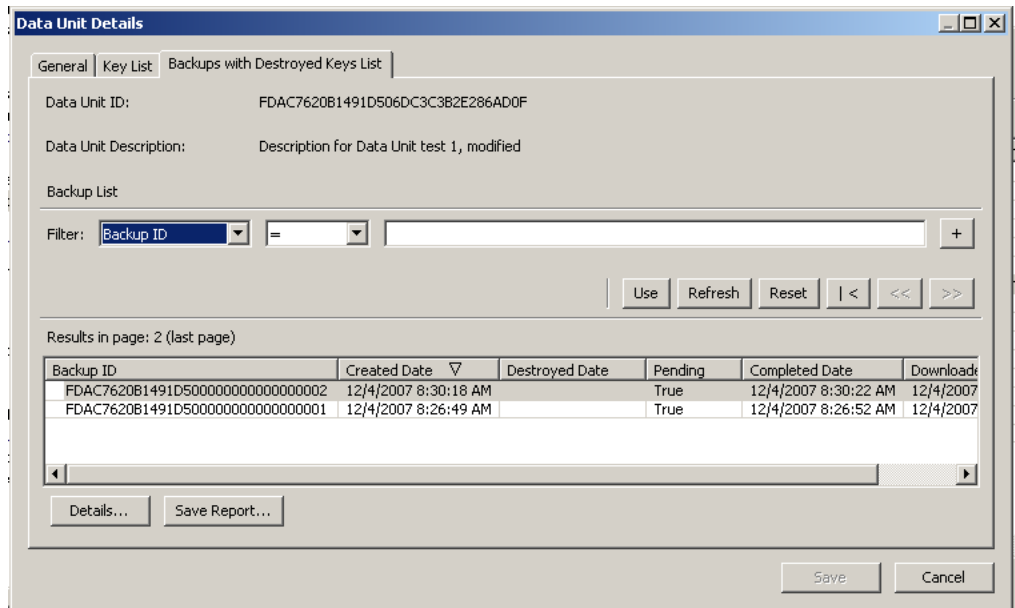 Data Unit Details
General Key List Backups with Destroyed Keys List
Data Unit ID: FDAC7620B1491D506DC3C3B2E286AD0F
Data Unit Description: Description for Data Unit test 1, modified
Backup List
Filter: Backup ID = +
Use Refresh Reset |< << >>
Results in page: 2 (last page)
Backup ID Created Date Destroyed Date Pending Completed Date Downloade
FDAC7620B1491D500000000000000002 12/4/2007 8:30:18 AM True 12/4/2007 8:30:22 AM 12/4/2007
FDAC7620B1491D500000000000000001 12/4/2007 8:26:49 AM True 12/4/2007 8:26:52 AM 12/4/2007
Details... Save Report...
Save Cancel